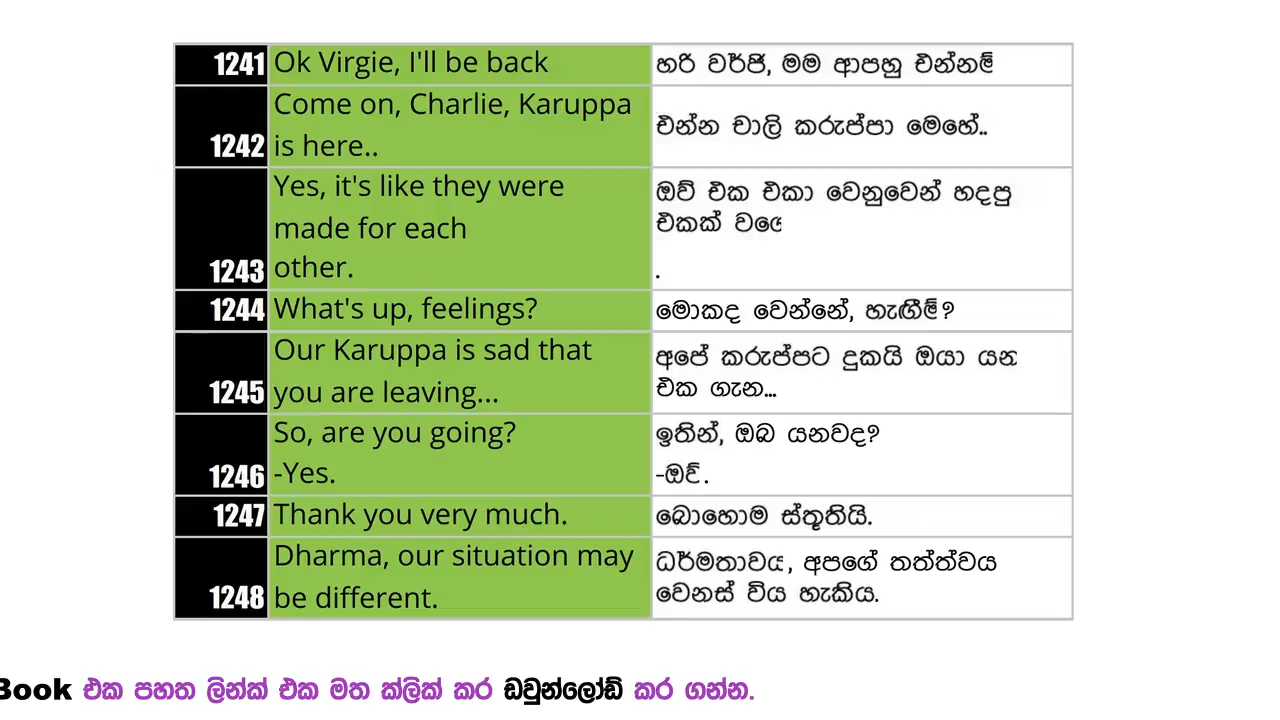 1241 Ok Virgie, I'll be back හරි වර්ජි, මම ආපහු එන්නම්
Come on, Charlie, Karuppa
1242 is here.. එන්න චාලි කරුප්පා මෙහේ..
Yes, it's like they were ඔව් එක එකා වෙනුවෙන් හදපු
made for each එකක් වගේ
1243 other. .
1244 What's up, feelings? මොකද වෙන්නේ, හැඟීම්?
Our Karuppa is sad that අපේ කරුප්පට දුකයි ඔයා යන
1245 you are leaving... එක ගැන...
So, are you going? ඉතින්, ඔබ යනවද?
1246 -Yes. -ඔව්.
1247 Thank you very much. බොහොම ස්තූතියි.
Dharma, our situation may ධර්මතාවය, අපගේ තත්ත්වය
1248 be different. වෙනස් විය හැකිය.
Book එක පහත ලින්ක් එක මත ක්ලික් කර ඩවුන්ලෝඩ් කර ගන්න.